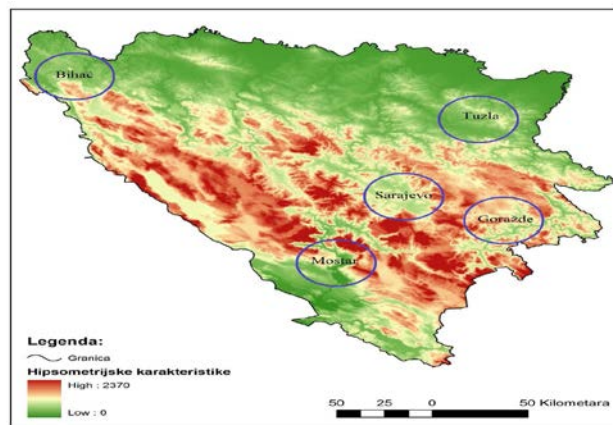 Bihać
Tuzla
Sarajevo
Goražde
Mostar
Legenda:
Granica
Hipsometrijske karakteristike
High : 2370
Low : 0
50 25 0 50 Kilometara